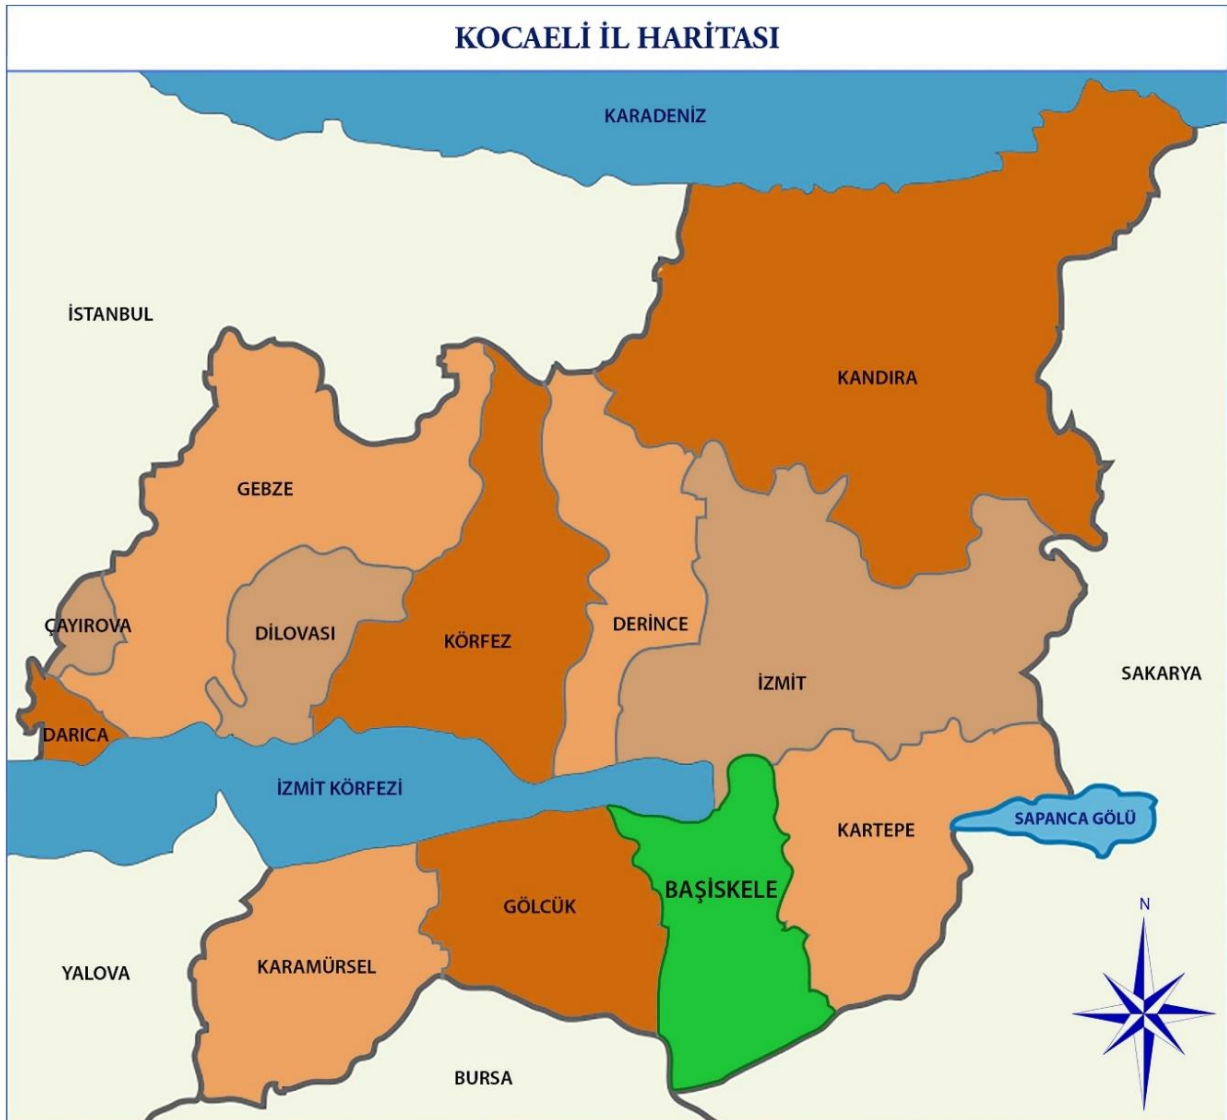 KOCAELİ İL HARİTASI
KARADENİZ
İSTANBUL
KANDIRA
GEBZE
ÇAYIROVA
DİLOVASI
KÖRFEZ
DERİNCE
İZMİT
SAKARYA
DARICA
İZMİT KÖRFEZİ
KARTEPE
SAPANCA GÖLÜ
BAŞİSKELE
GÖLCÜK
N
YALOVA
KARAMÜRSEL
BURSA